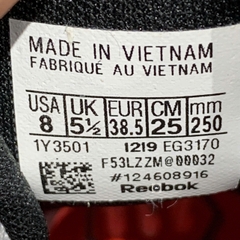 MADE IN VIETNAM
FABRIQUÉ AU VIETNAM
USA UK EUR CM mm
8 5½ 38.5 25 250
1Y3501 1219 EG3170
F53LZZM@00032
#124608916
Reebok